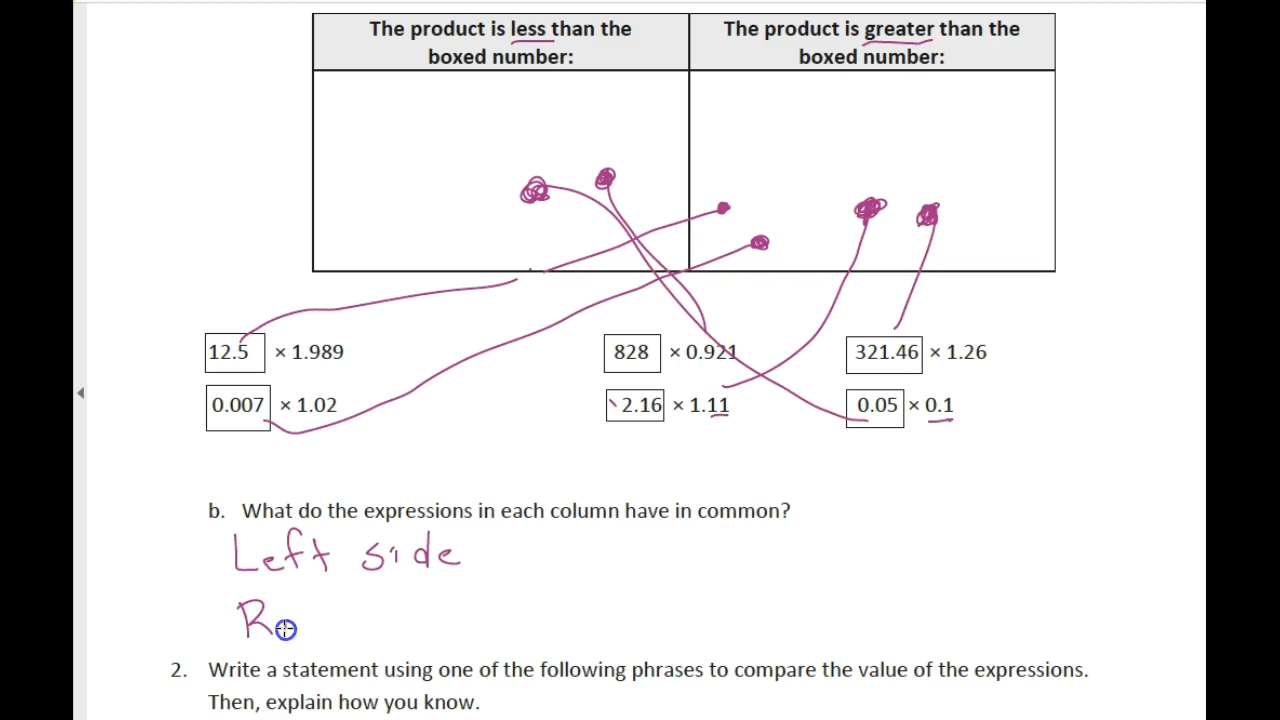 The product is less than the
boxed number:
The product is greater than the
boxed number:
12.5 × 1.989
828 × 0.921
321.46 × 1.26
0.007 × 1.02
2.16 × 1.11
0.05 × 0.1
b. What do the expressions in each column have in common?
Left side
R
2. Write a statement using one of the following phrases to compare the value of the expressions.
Then, explain how you know.